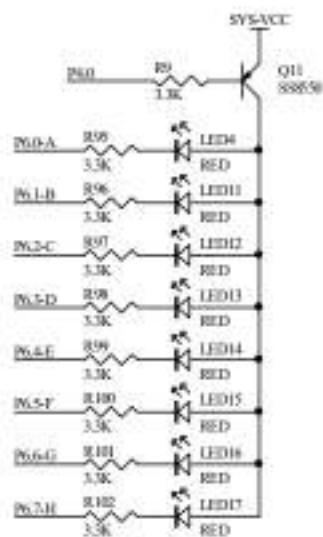 SYS-VCC
P4.0
R9
3.3K
Q11
SS8550
P6.0-A
R95
3.3K
LED4
RED
P6.1-B
R96
3.3K
LED11
RED
P6.2-C
R97
3.3K
LED12
RED
P6.3-D
R98
3.3K
LED13
RED
P6.4-E
R99
3.3K
LED14
RED
P6.5-F
R100
3.3K
LED15
RED
P6.6-G
R101
3.3K
LED16
RED
P6.7-H
R102
3.3K
LED17
RED